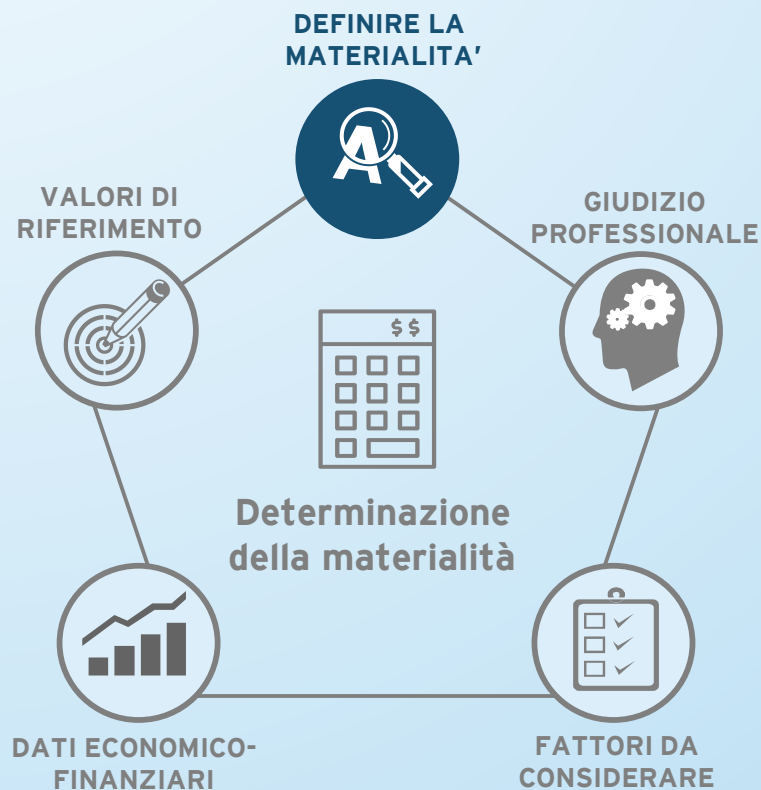 DEFINIRE LA
MATERIALITA’
VALORI DI
RIFERIMENTO
GIUDIZIO
PROFESSIONALE
A
$ $
Determinazione
della materialità
DATI ECONOMICO-
FINANZIARI
FATTORI DA
CONSIDERARE